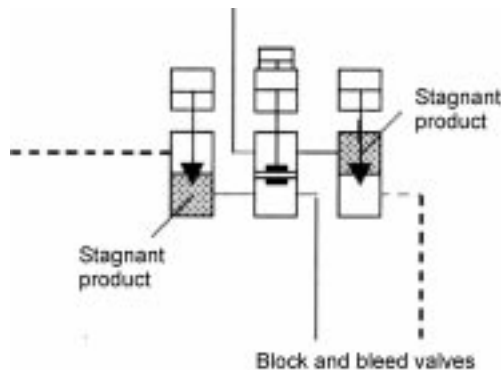 Stagnant
product
Stagnant
product
Block and bleed valves